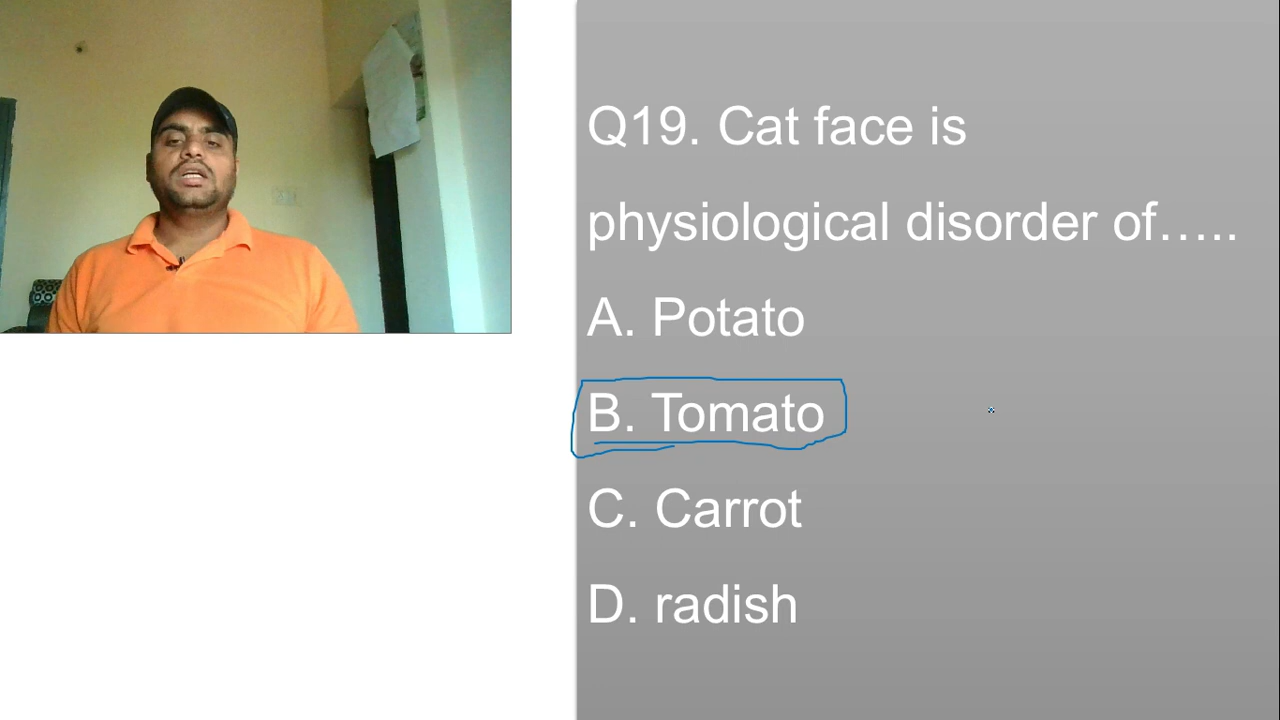 Q19. Cat face is
physiological disorder of…..
A. Potato
B. Tomato
C. Carrot
D. radish